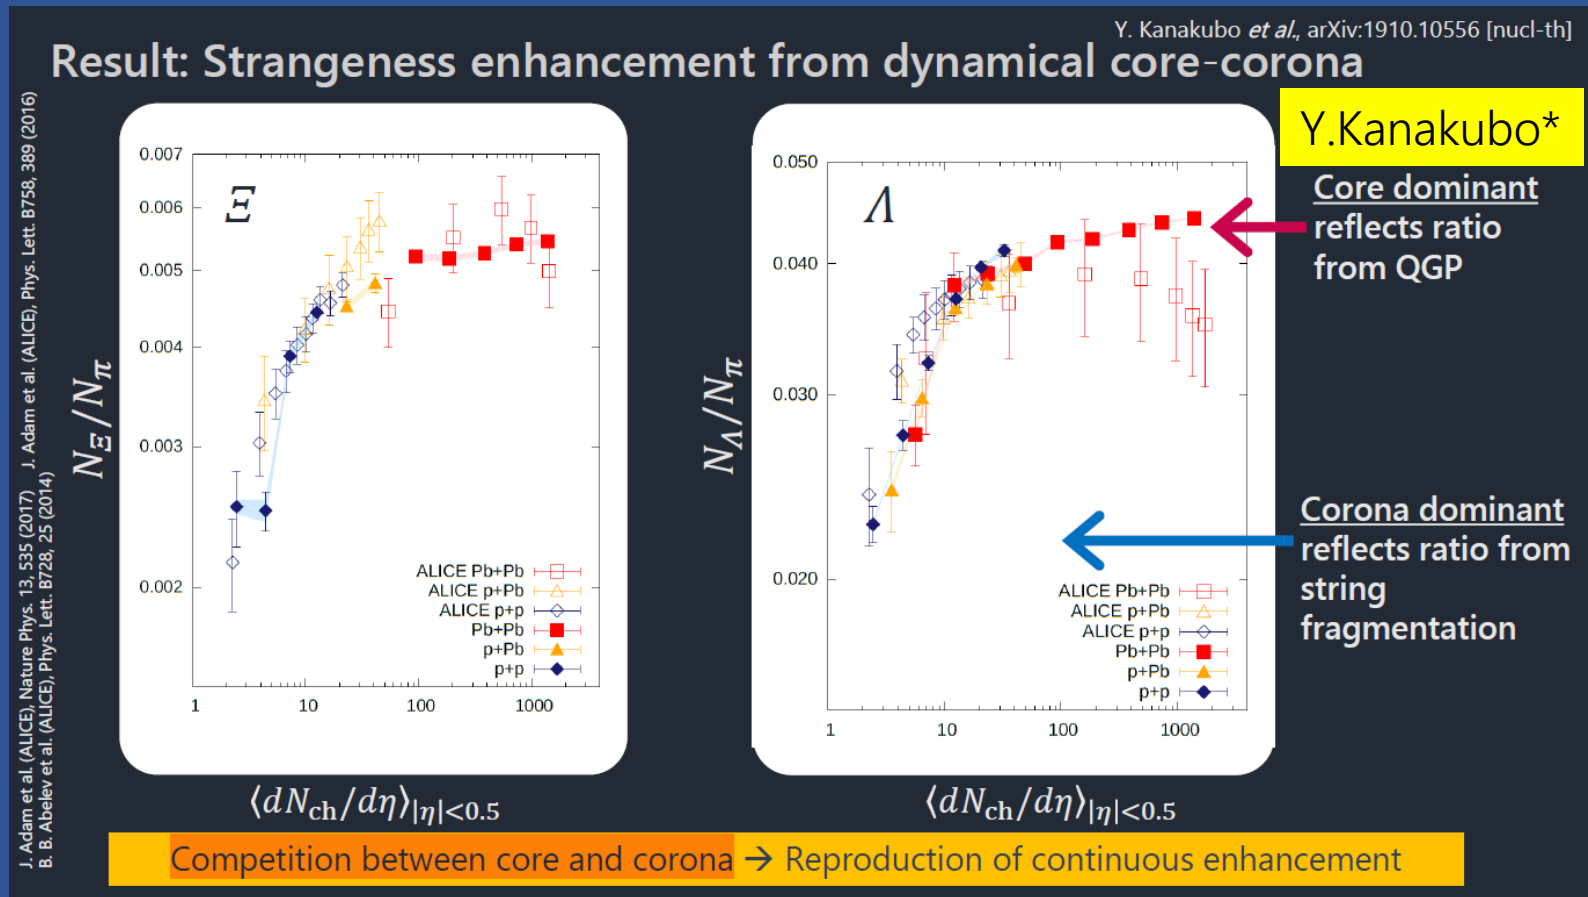 Y. Kanakubo et al., arXiv:1910.10556 [nucl-th]
Result: Strangeness enhancement from dynamical core-corona
Y.Kanakubo*
J. Adam et al. (ALICE), Nature Phys. 13, 535 (2017) J. Adam et al. (ALICE), Phys. Lett. B758, 389 (2016)
B. B. Abelev et al. (ALICE), Phys. Lett. B728, 25 (2014)
Ξ
N_Ξ/N_π
0.007
0.006
0.005
0.004
0.003
0.002
ALICE Pb+Pb
ALICE p+Pb
ALICE p+p
Pb+Pb
p+Pb
p+p
1 10 100 1000
⟨dN_ch/dη⟩_|η|<0.5
Λ
N_Λ/N_π
0.050
0.040
0.030
0.020
ALICE Pb+Pb
ALICE p+Pb
ALICE p+p
Pb+Pb
p+Pb
p+p
1 10 100 1000
⟨dN_ch/dη⟩_|η|<0.5
Core dominant
reflects ratio
from QGP
Corona dominant
reflects ratio from
string
fragmentation
Competition between core and corona → Reproduction of continuous enhancement